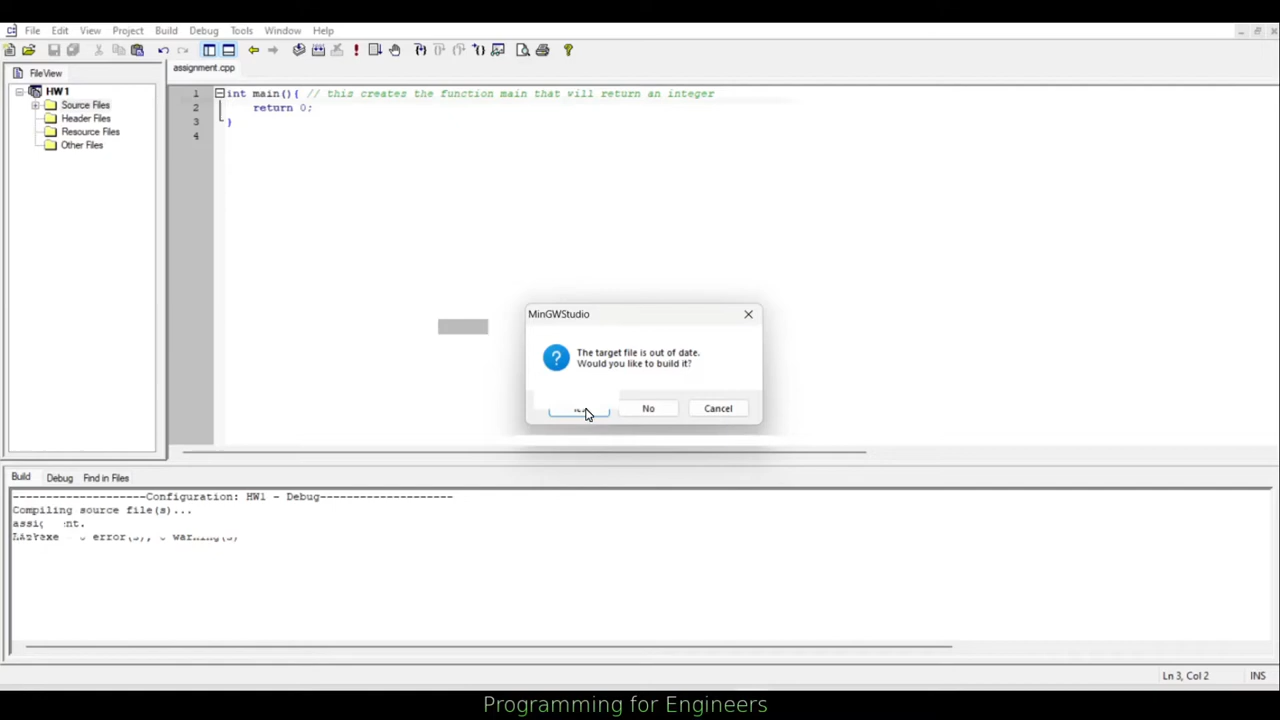 File Edit View Project Build Debug Tools Window Help
FileView
assignment.cpp
HW1
Source Files
Header Files
Resource Files
Other Files
1 int main(){ // this creates the function main that will return an integer
2 return 0;
3 }
4
MinGWStudio
The target file is out of date.
Would you like to build it?
No Cancel
Build Debug Find in Files
--------------------Configuration: HW1 - Debug--------------------
Compiling source file(s)...
error(s), warning(s)
Ln 3, Col 2 INS
Programming for Engineers